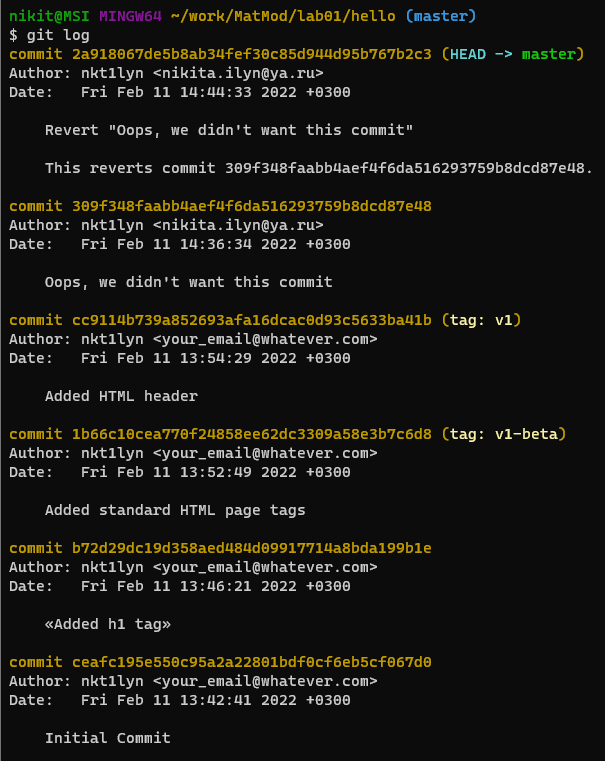 nikit@MSI MINGW64 ~/work/MatMod/lab01/hello (master)
$ git log
commit 2a918067de5b8ab34fef30c85d944d95b767b2c3 (HEAD -> master)
Author: nkt1lyn <nikita.ilyn@ya.ru>
Date:   Fri Feb 11 14:44:33 2022 +0300
Revert "Oops, we didn't want this commit"
This reverts commit 309f348faabb4aef4f6da516293759b8dcd87e48.
commit 309f348faabb4aef4f6da516293759b8dcd87e48
Author: nkt1lyn <nikita.ilyn@ya.ru>
Date:   Fri Feb 11 14:36:34 2022 +0300
Oops, we didn't want this commit
commit cc9114b739a852693afa16dcac0d93c5633ba41b (tag: v1)
Author: nkt1lyn <your_email@whatever.com>
Date:   Fri Feb 11 13:54:29 2022 +0300
Added HTML header
commit 1b66c10cea770f24858ee62dc3309a58e3b7c6d8 (tag: v1-beta)
Author: nkt1lyn <your_email@whatever.com>
Date:   Fri Feb 11 13:52:49 2022 +0300
Added standard HTML page tags
commit b72d29dc19d358aed484d09917714a8bda199b1e
Author: nkt1lyn <your_email@whatever.com>
Date:   Fri Feb 11 13:46:21 2022 +0300
«Added h1 tag»
commit ceafc195e550c95a2a22801bdf0cf6eb5cf067d0
Author: nkt1lyn <your_email@whatever.com>
Date:   Fri Feb 11 13:42:41 2022 +0300
Initial Commit